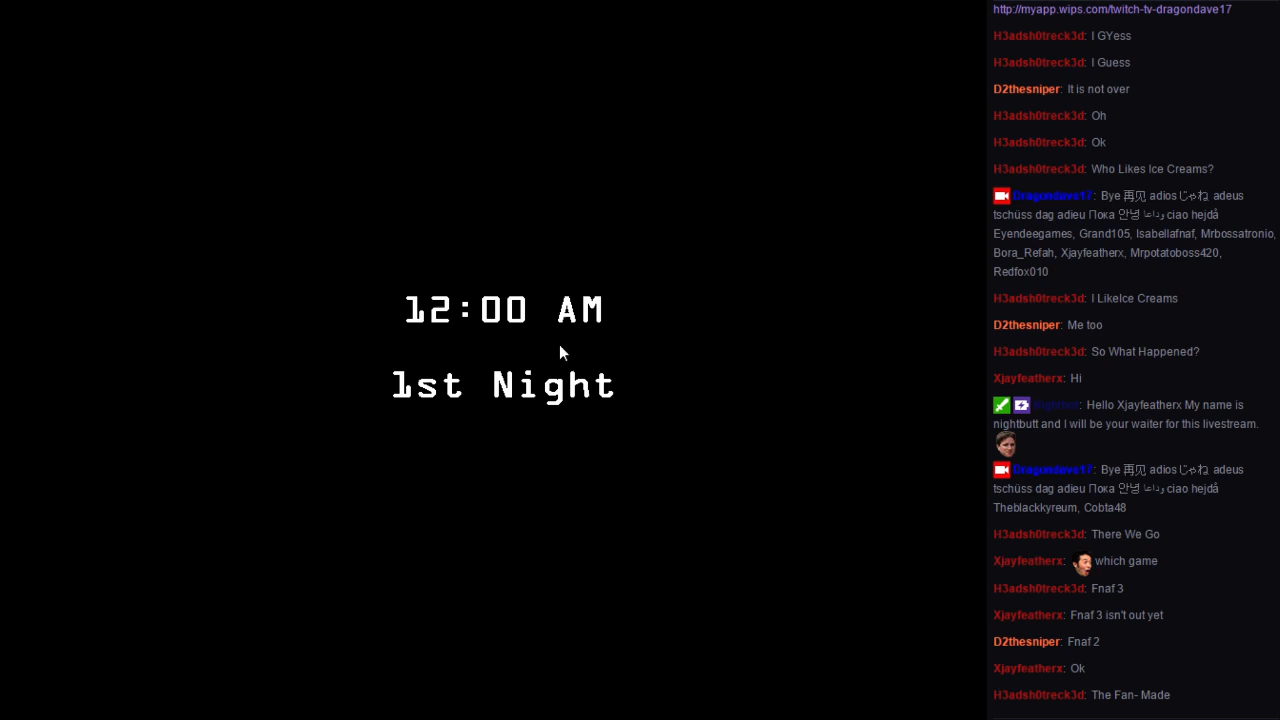 12:00 AM
1st Night
http://myapp.wips.com/twitch-tv-dragondave17
H3adsh0treck3d: I GYess
H3adsh0treck3d: I Guess
D2thesniper: It is not over
H3adsh0treck3d: Oh
H3adsh0treck3d: Ok
H3adsh0treck3d: Who Likes Ice Creams?
Dragondave17: Bye 再见 adios じゃね adeus
tschüss dag adieu Пока 안녕 وداعا ciao hejdå
Eyendeegames, Grand105, Isabellafnaf, Mrbossatronio,
Bora_Refah, Xjayfeatherx, Mrpotatoboss420,
Redfox010
H3adsh0treck3d: I LikeIce Creams
D2thesniper: Me too
H3adsh0treck3d: So What Happened?
Xjayfeatherx: Hi
Nightbot: Hello Xjayfeatherx My name is
nightbutt and I will be your waiter for this livestream.
Dragondave17: Bye 再见 adios じゃね adeus
tschüss dag adieu Пока 안녕 وداعا ciao hejdå
Theblackkyreum, Cobta48
H3adsh0treck3d: There We Go
Xjayfeatherx: which game
H3adsh0treck3d: Fnaf 3
Xjayfeatherx: Fnaf 3 isn't out yet
D2thesniper: Fnaf 2
Xjayfeatherx: Ok
H3adsh0treck3d: The Fan- Made